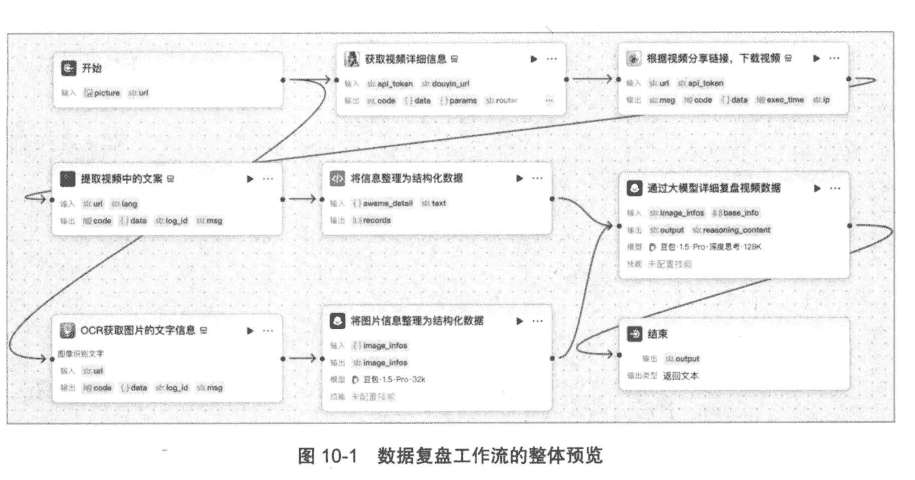 开始
输入 picture str.url
获取视频详细信息
输入 str.api_token str.douyin_url
输出 int.code {}data {}params str.router ...
根据视频分享链接，下载视频
输入 str.url str.api_token
输出 str.msg code []data exec_time str.ip
提取视频中的文案
输入 str.url str.lang
输出 code {}data str.log_id str.msg
将信息整理为结构化数据
输入 {}aweme_detail str.text
输出 records
通过大模型详细复盘视频数据
输入 str.image_infos base_info
输出 str.output str.reasoning_content
模型 豆包·1.5·Pro·深度思考·128K
技能 未配置技能
OCR获取图片的文字信息
图像识别文字
输入 str.url
输出 code {}data str.log_id str.msg
将图片信息整理为结构化数据
输入 {}image_infos
输出 str.image_infos
模型 豆包·1.5·Pro·32k
技能 未配置技能
结束
输出 str.output
输出类型 返回文本
图 10-1 数据复盘工作流的整体预览